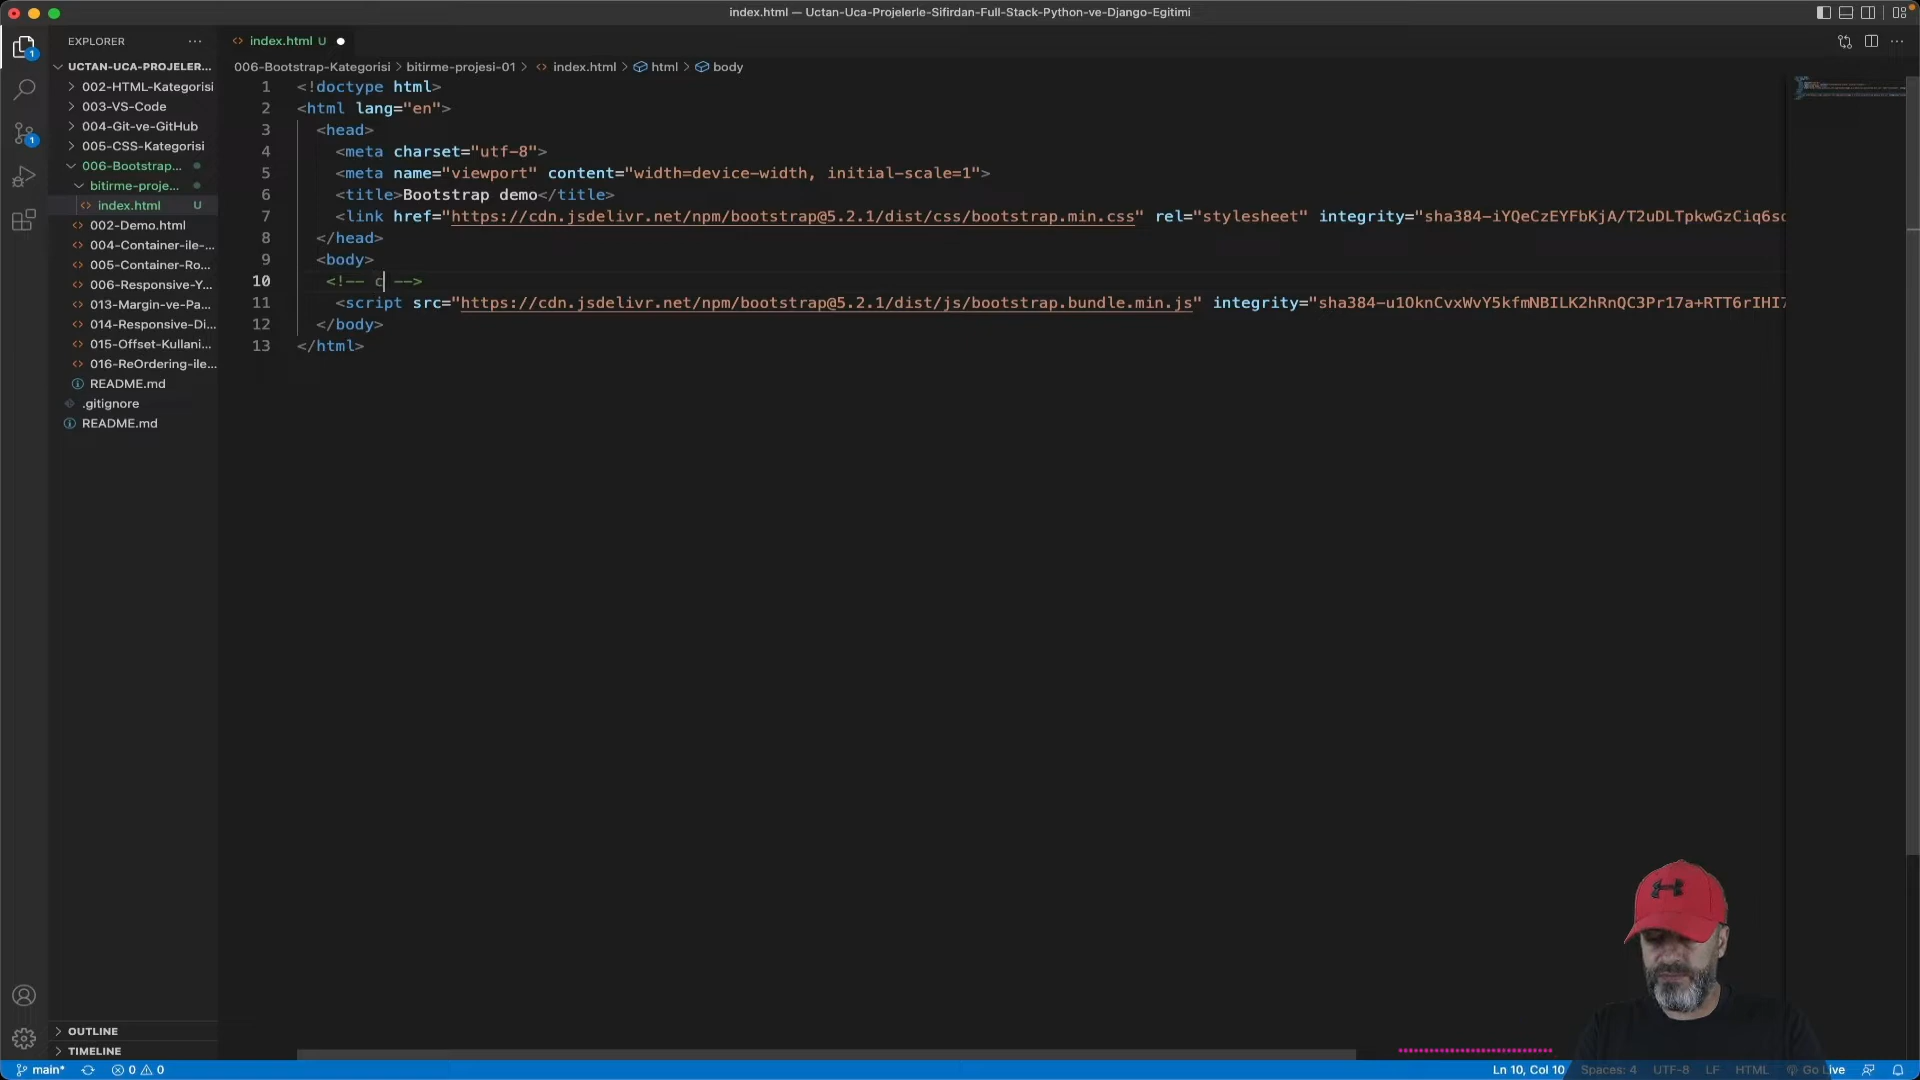 index.html — Uctan-Uca-Projelerle-Sifirdan-Full-Stack-Python-ve-Django-Egitimi
EXPLORER
UCTAN-UCA-PROJELER...
002-HTML-Kategorisi
003-VS-Code
004-Git-ve-GitHub
005-CSS-Kategorisi
006-Bootstrap...
bitirme-proje...
index.html U
002-Demo.html
004-Container-ile-...
005-Container-Ro...
006-Responsive-Y...
013-Margin-ve-Pa...
014-Responsive-Di...
015-Offset-Kullani...
016-ReOrdering-ile...
README.md
.gitignore
README.md
OUTLINE
TIMELINE
index.html U
006-Bootstrap-Kategorisi > bitirme-projesi-01 > index.html > html > body
1 <!doctype html>
2 <html lang="en">
3 <head>
4 <meta charset="utf-8">
5 <meta name="viewport" content="width=device-width, initial-scale=1">
6 <title>Bootstrap demo</title>
7 <link href="https://cdn.jsdelivr.net/npm/bootstrap@5.2.1/dist/css/bootstrap.min.css" rel="stylesheet" integrity="sha384-iYQeCzEYFbKjA/T2uDLTpkwGzCiq6so
8 </head>
9 <body>
10 <!-- c -->
11 <script src="https://cdn.jsdelivr.net/npm/bootstrap@5.2.1/dist/js/bootstrap.bundle.min.js" integrity="sha384-u1OknCvxWvY5kfmNBILK2hRnQC3Pr17a+RTT6rIHI7
12 </body>
13 </html>
main* 0 0
Ln 10, Col 10 Spaces: 4 UTF-8 LF HTML Go Live